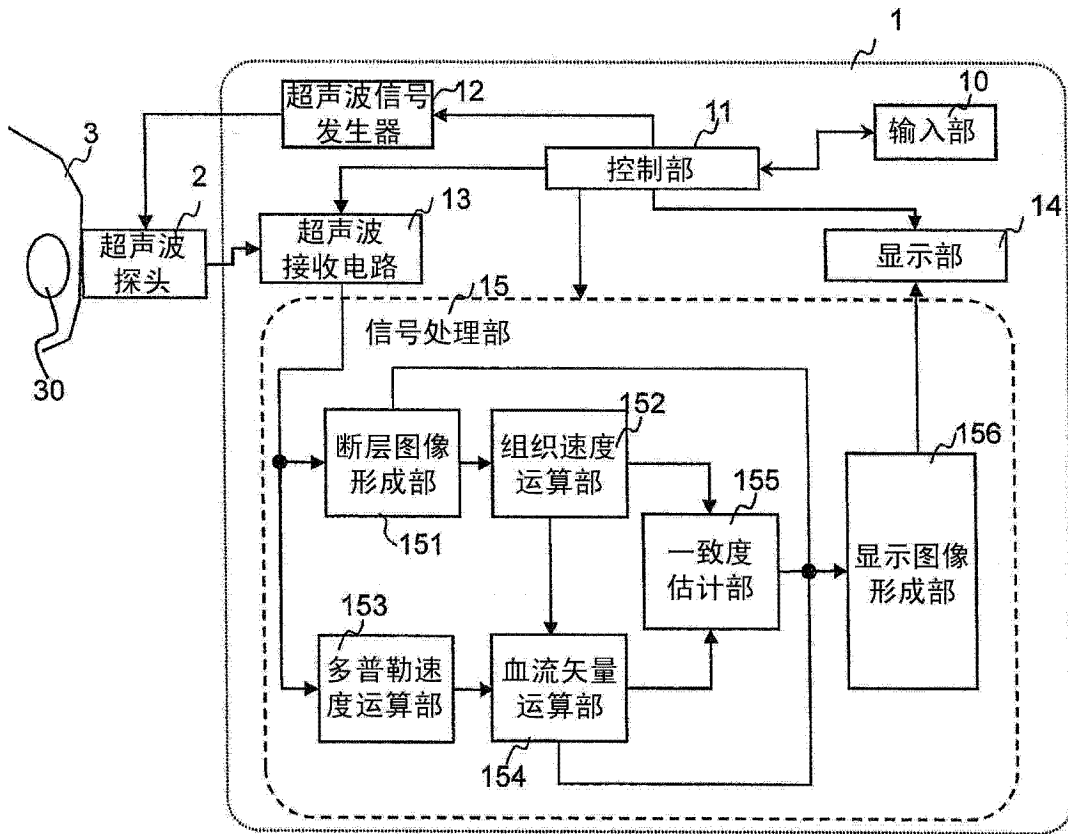 1
超声波信号
发生器
12
10
输入部
11
控制部
3
2
超声波
探头
13
超声波
接收电路
14
显示部
30
15
信号处理部
断层图像
形成部
151
152
组织速度
运算部
155
一致度
估计部
156
显示图像
形成部
153
多普勒速
度运算部
血流矢量
运算部
154